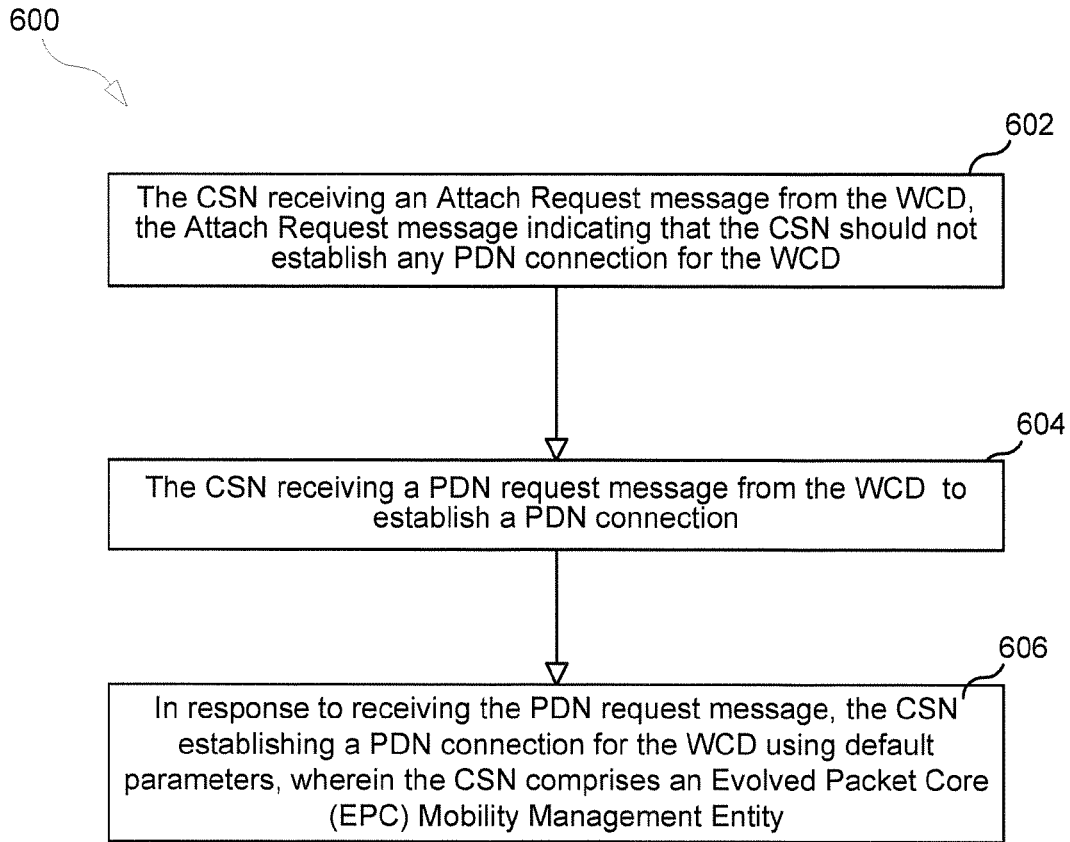 600
602
The CSN receiving an Attach Request message from the WCD,
the Attach Request message indicating that the CSN should not
establish any PDN connection for the WCD
604
The CSN receiving a PDN request message from the WCD to
establish a PDN connection
606
In response to receiving the PDN request message, the CSN
establishing a PDN connection for the WCD using default
parameters, wherein the CSN comprises an Evolved Packet Core
(EPC) Mobility Management Entity